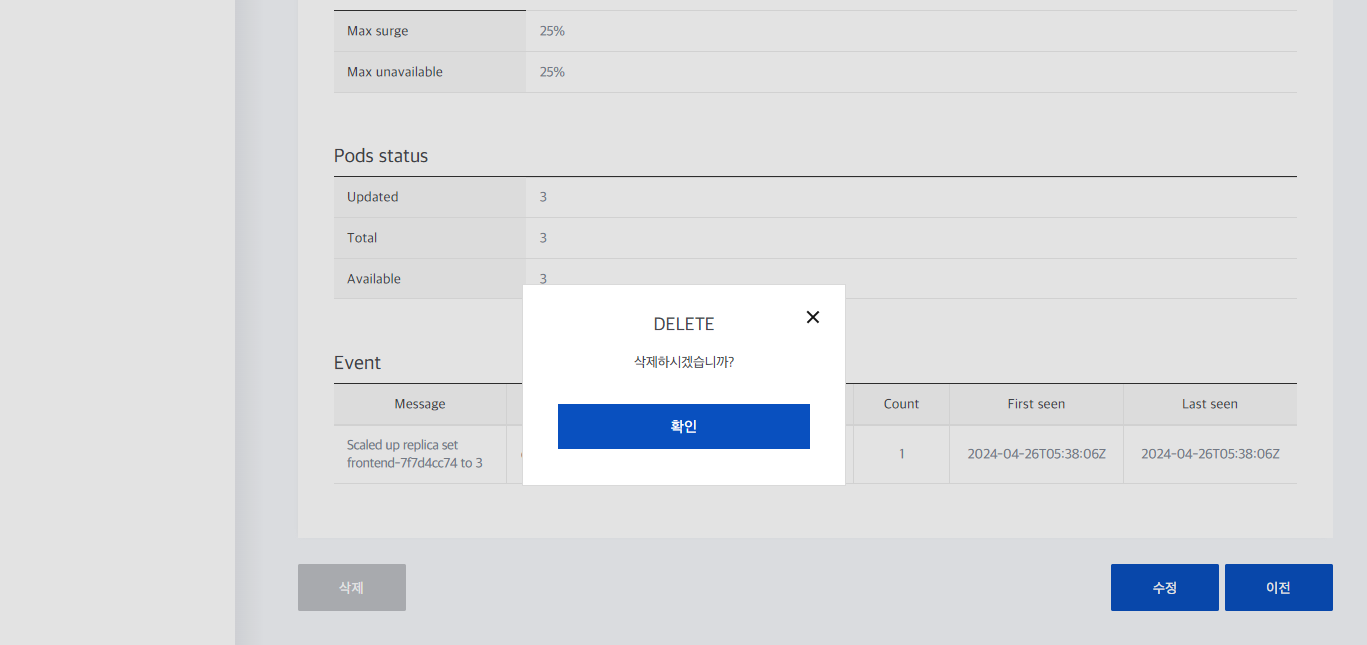 Max surge 25%
Max unavailable 25%
Pods status
Updated 3
Total 3
Available 3
DELETE
삭제하시겠습니까?
확인
Event
Message Count First seen Last seen
Scaled up replica set
frontend-7f7d4cc74 to 3
1 2024-04-26T05:38:06Z 2024-04-26T05:38:06Z
삭제 수정 이전